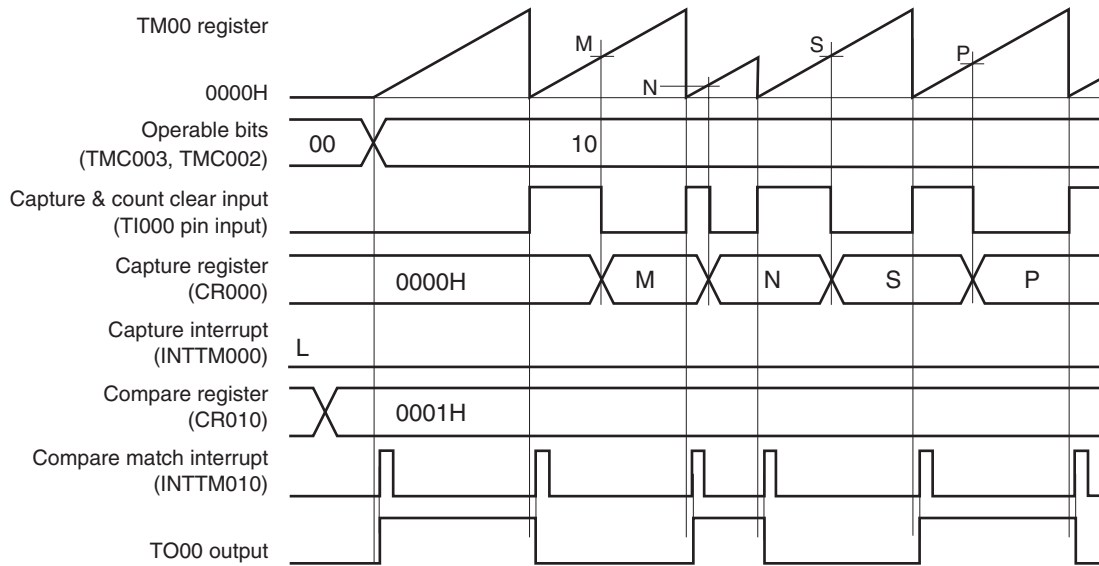 TM00 register
M
S
P
N
0000H
Operable bits
(TMC003, TMC002)
00
10
Capture & count clear input
(TI000 pin input)
Capture register
(CR000)
0000H
M
N
S
P
Capture interrupt
(INTTM000)
L
Compare register
(CR010)
0001H
Compare match interrupt
(INTTM010)
TO00 output